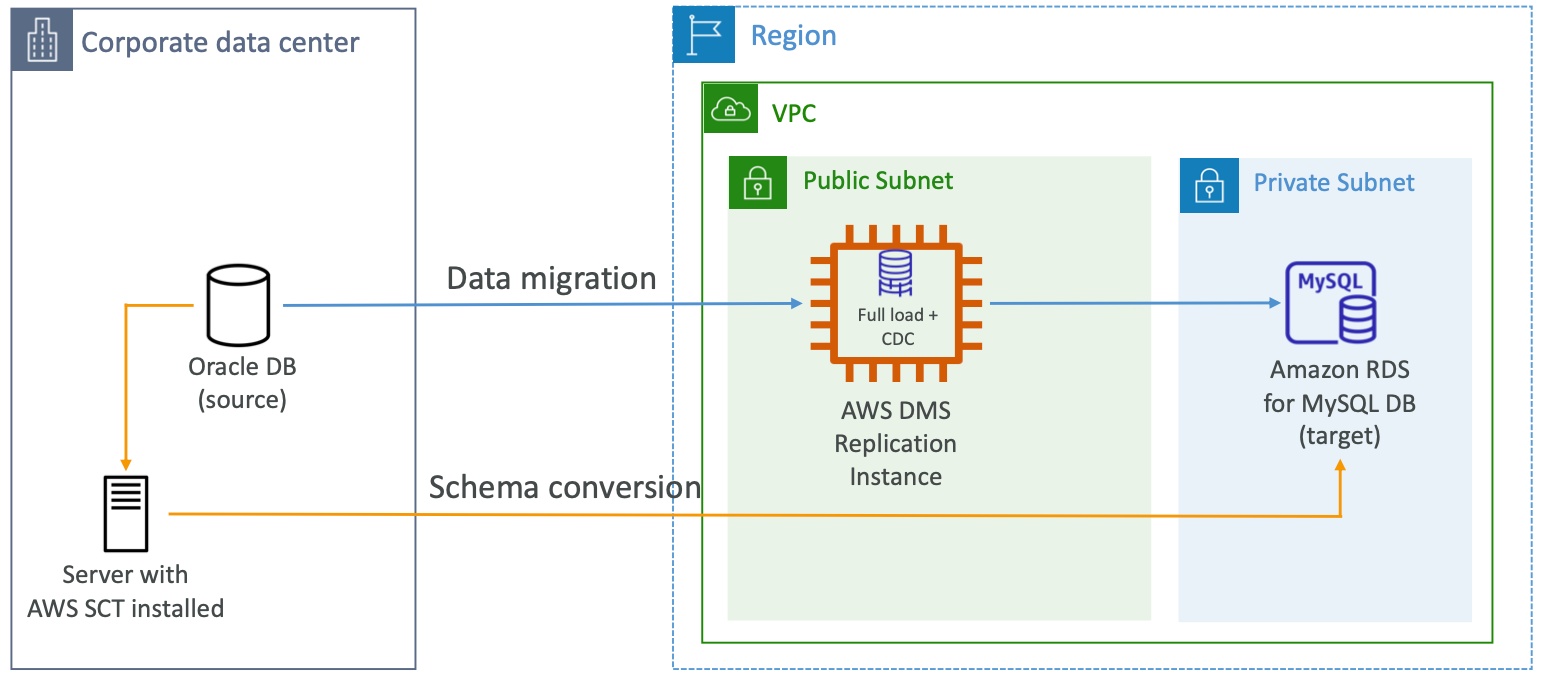 Corporate data center
Region
VPC
Public Subnet
Private Subnet
Data migration
Full load +
CDC
MySQL
Oracle DB
(source)
AWS DMS
Replication
Instance
Amazon RDS
for MySQL DB
(target)
Schema conversion
Server with
AWS SCT installed